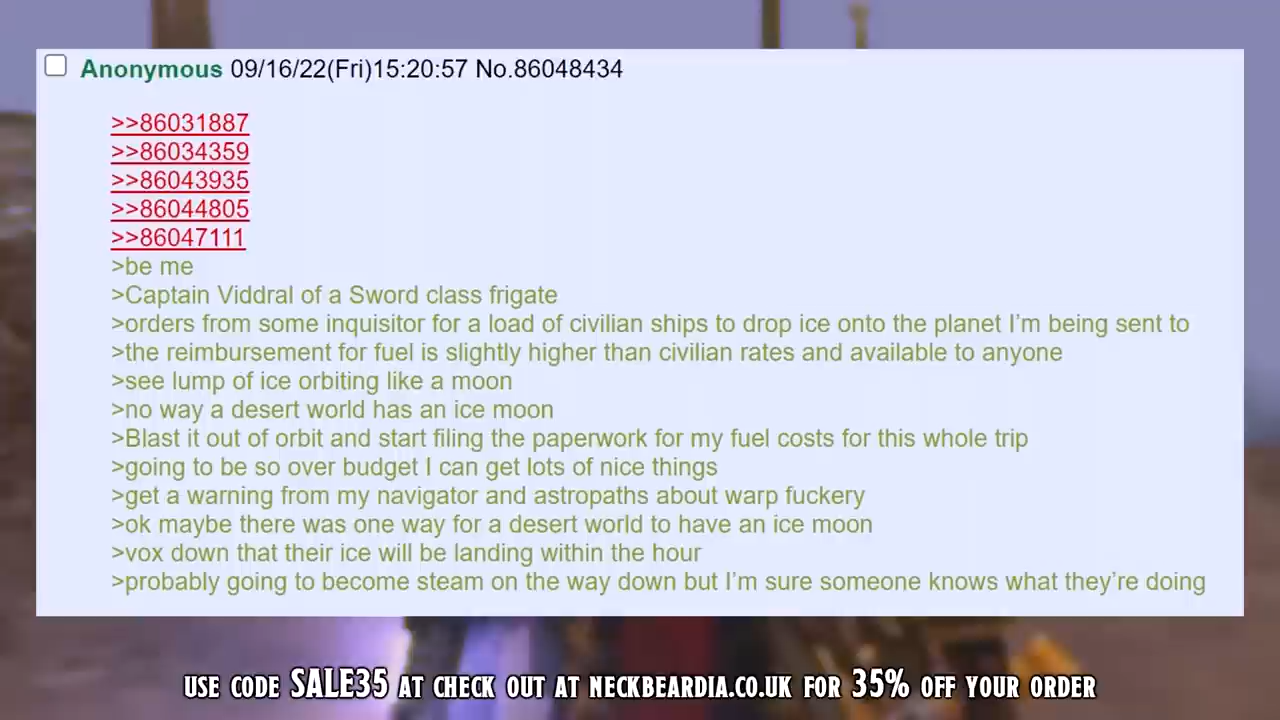 Anonymous 09/16/22(Fri)15:20:57 No.86048434
>>86031887
>>86034359
>>86043935
>>86044805
>>86047111
>be me
>Captain Viddral of a Sword class frigate
>orders from some inquisitor for a load of civilian ships to drop ice onto the planet I’m being sent to
>the reimbursement for fuel is slightly higher than civilian rates and available to anyone
>see lump of ice orbiting like a moon
>no way a desert world has an ice moon
>Blast it out of orbit and start filing the paperwork for my fuel costs for this whole trip
>going to be so over budget I can get lots of nice things
>get a warning from my navigator and astropaths about warp fuckery
>ok maybe there was one way for a desert world to have an ice moon
>vox down that their ice will be landing within the hour
>probably going to become steam on the way down but I’m sure someone knows what they’re doing
USE CODE SALE35 AT CHECK OUT AT NECKBEARDIA.CO.UK FOR 35% OFF YOUR ORDER